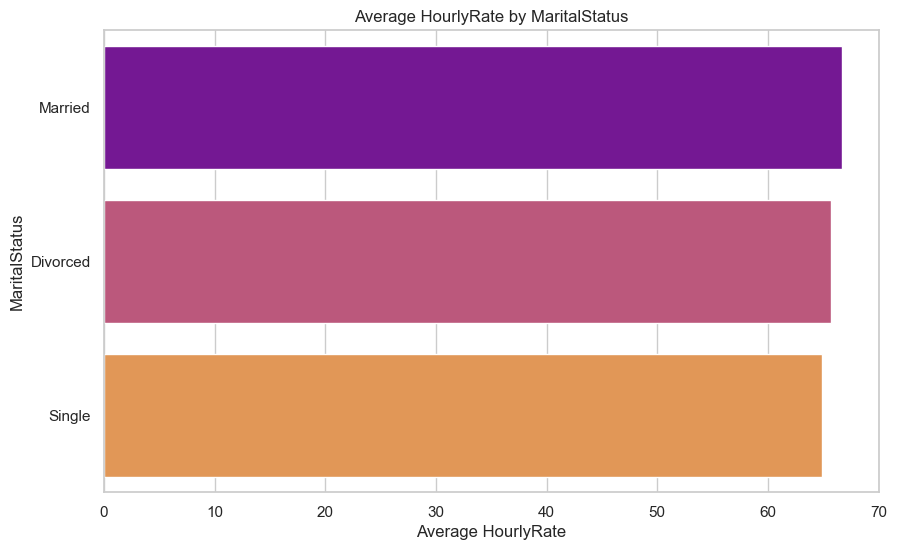 Average HourlyRate by MaritalStatus
MaritalStatus
Married
Divorced
Single
0 10 20 30 40 50 60 70
Average HourlyRate